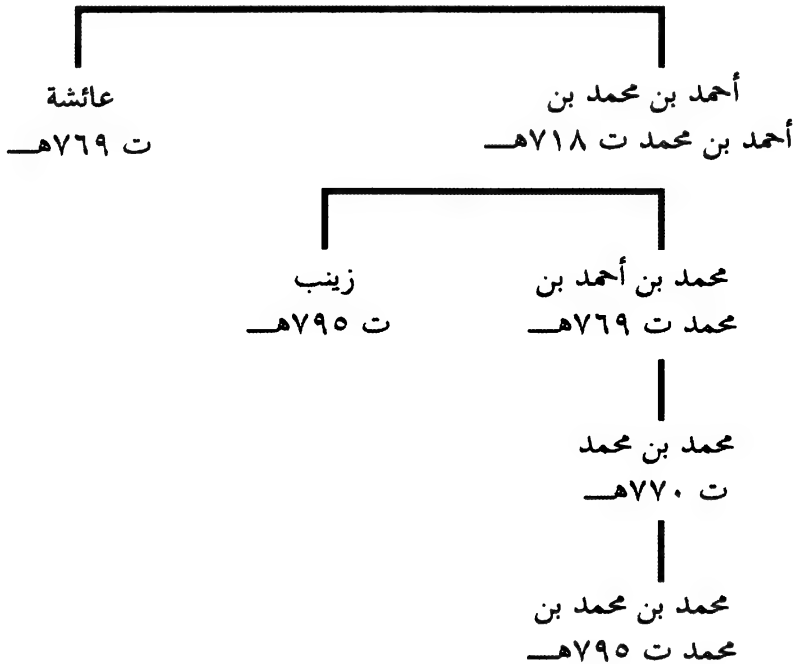 أحمد بن محمد بن
أحمد بن محمد ت ٧١٨هـ
عائشة
ت ٧٦٩هـ
محمد بن أحمد بن
محمد ت ٧٦٩هـ
زينب
ت ٧٩٥هـ
محمد بن محمد
ت ٧٧٠هـ
محمد بن محمد بن
محمد ت ٧٩٥هـ